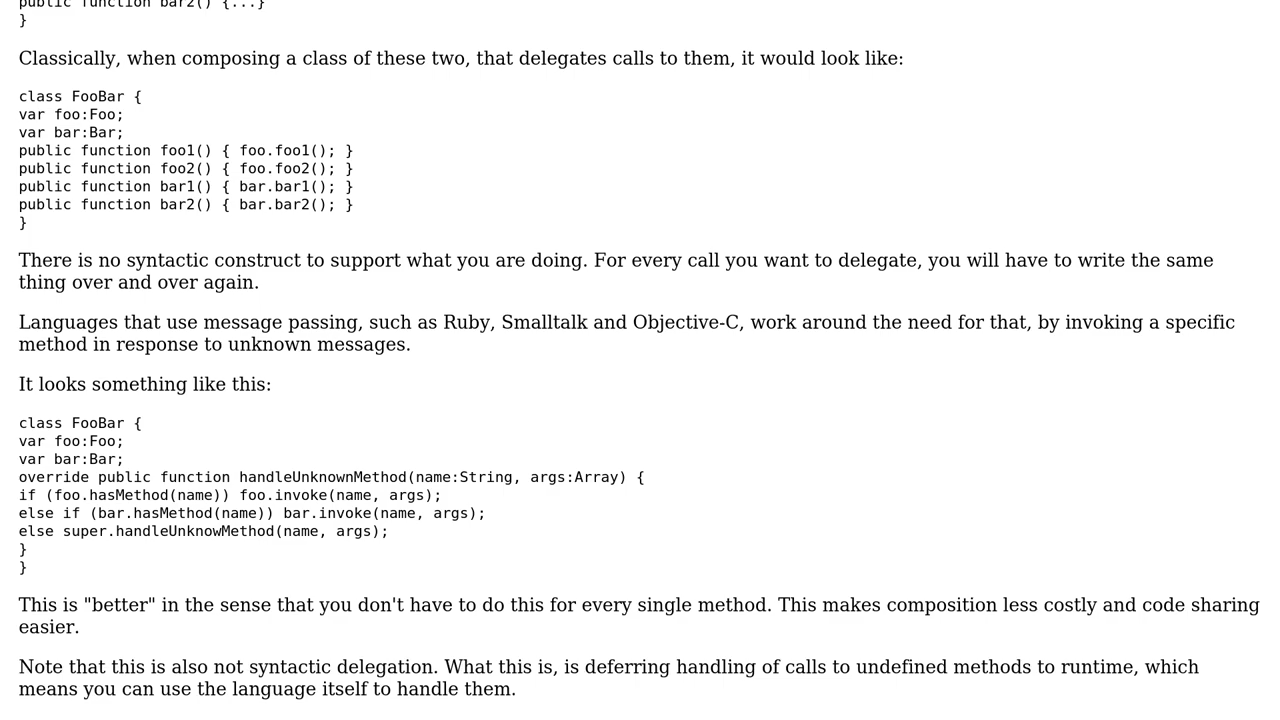 public function bar2() {...}
}
Classically, when composing a class of these two, that delegates calls to them, it would look like:
class FooBar {
var foo:Foo;
var bar:Bar;
public function foo1() { foo.foo1(); }
public function foo2() { foo.foo2(); }
public function bar1() { bar.bar1(); }
public function bar2() { bar.bar2(); }
}
There is no syntactic construct to support what you are doing. For every call you want to delegate, you will have to write the same
thing over and over again.
Languages that use message passing, such as Ruby, Smalltalk and Objective-C, work around the need for that, by invoking a specific
method in response to unknown messages.
It looks something like this:
class FooBar {
var foo:Foo;
var bar:Bar;
override public function handleUnknownMethod(name:String, args:Array) {
if (foo.hasMethod(name)) foo.invoke(name, args);
else if (bar.hasMethod(name)) bar.invoke(name, args);
else super.handleUnknowMethod(name, args);
}
}
This is "better" in the sense that you don't have to do this for every single method. This makes composition less costly and code sharing
easier.
Note that this is also not syntactic delegation. What this is, is deferring handling of calls to undefined methods to runtime, which
means you can use the language itself to handle them.